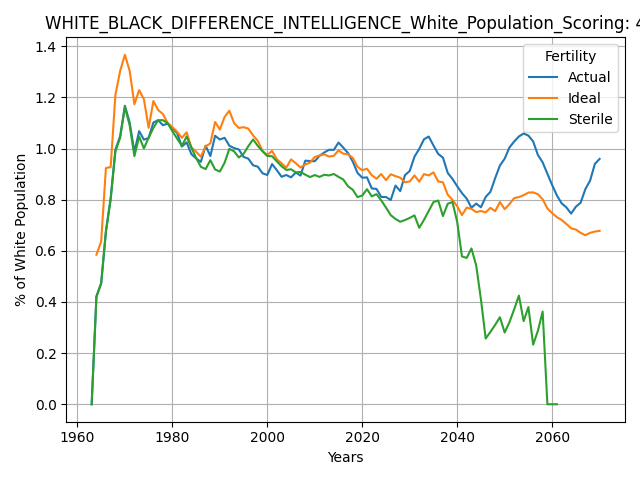 WHITE_BLACK_DIFFERENCE_INTELLIGENCE_White_Population_Scoring: 4
Fertility
Actual
Ideal
Sterile
% of White Population
1.4
1.2
1.0
0.8
0.6
0.4
0.2
0.0
1960 1980 2000 2020 2040 2060
Years